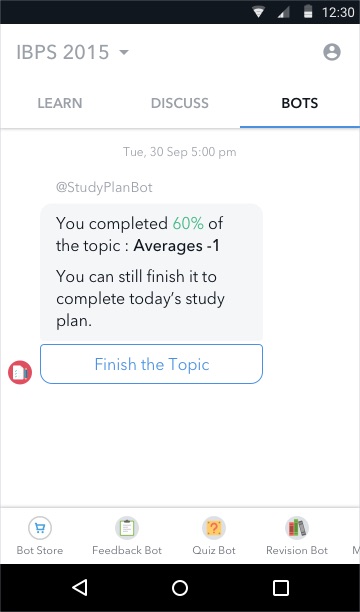 12:30
IBPS 2015
LEARN DISCUSS BOTS
Tue, 30 Sep 5:00 pm
@StudyPlanBot
You completed 60% of
the topic : Averages -1
You can still finish it to
complete today's study
plan.
Finish the Topic
Bot Store Feedback Bot Quiz Bot Revision Bot M